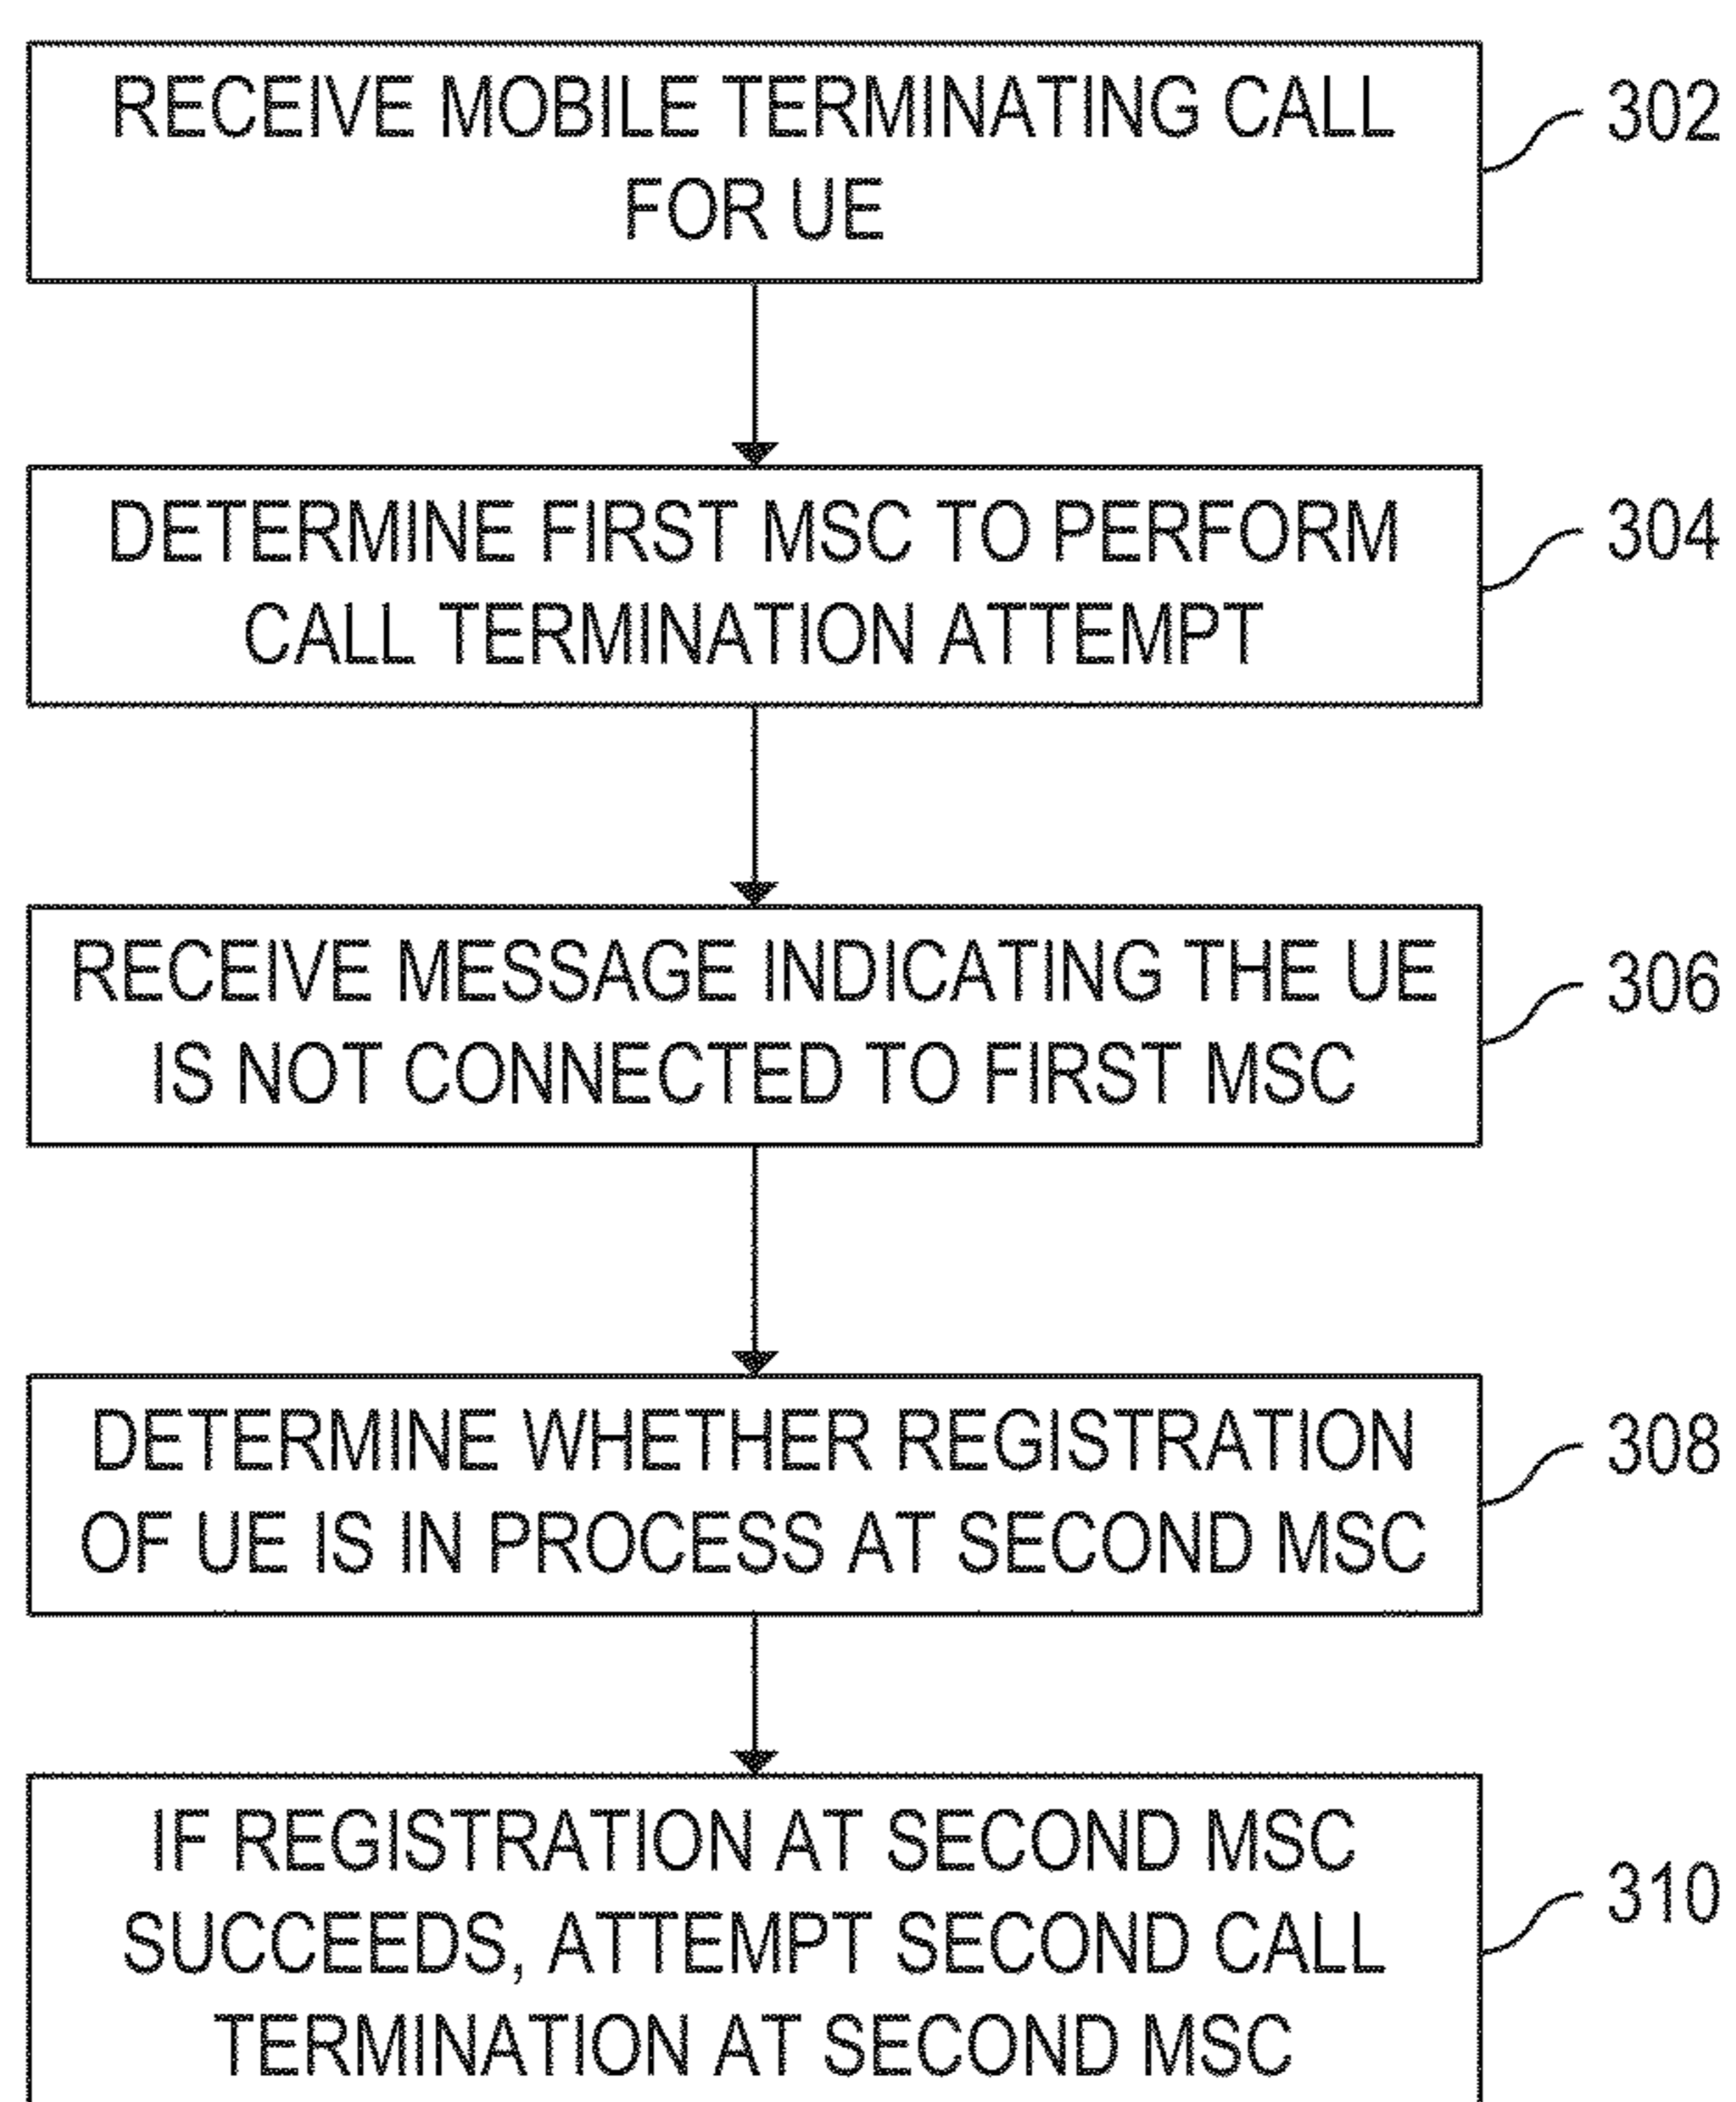 RECEIVE MOBILE TERMINATING CALL
FOR UE
302
DETERMINE FIRST MSC TO PERFORM
CALL TERMINATION ATTEMPT
304
RECEIVE MESSAGE INDICATING THE UE
IS NOT CONNECTED TO FIRST MSC
306
DETERMINE WHETHER REGISTRATION
OF UE IS IN PROCESS AT SECOND MSC
308
IF REGISTRATION AT SECOND MSC
SUCCEEDS, ATTEMPT SECOND CALL
TERMINATION AT SECOND MSC
310